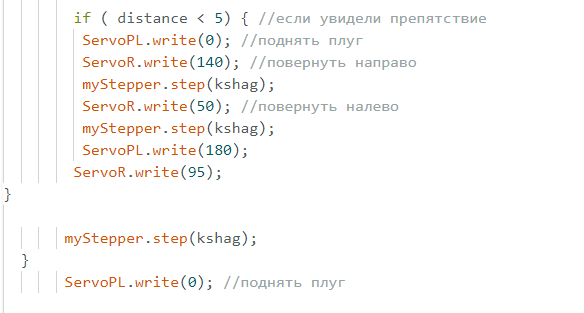 if ( distance < 5) { //если увидели препятствие
ServoPL.write(0); //поднять плуг
ServoR.write(140); //повернуть направо
myStepper.step(kshag);
ServoR.write(50); //повернуть налево
myStepper.step(kshag);
ServoPL.write(180);
ServoR.write(95);
}
myStepper.step(kshag);
}
ServoPL.write(0); //поднять плуг